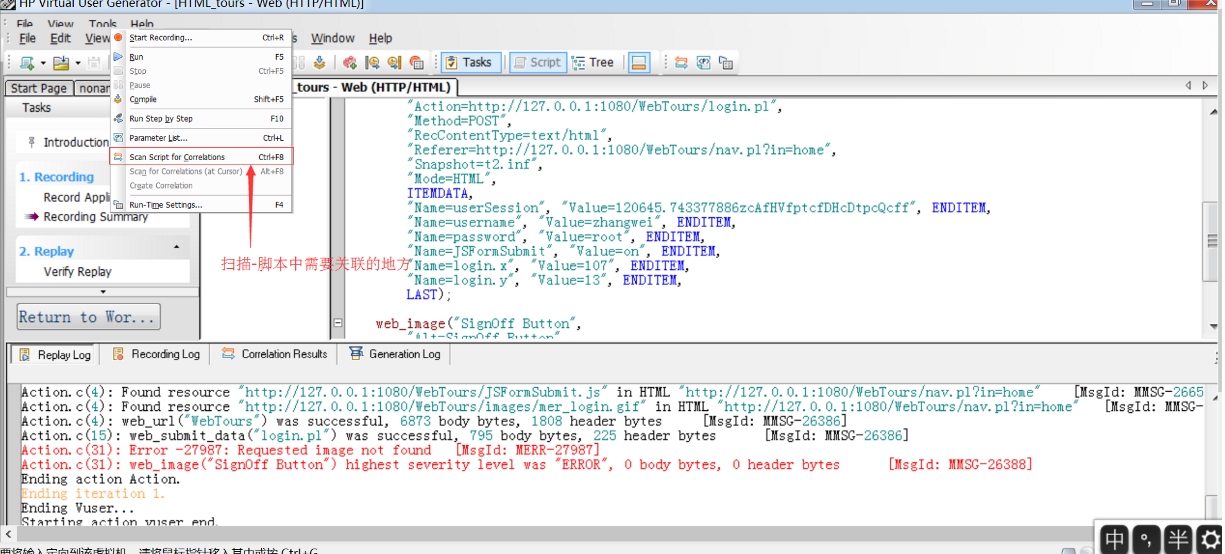 HP Virtual User Generator - [HTML_tours - Web (HTTP/HTML)]
File View Tools Help
File Edit View
Window Help
Start Recording... Ctrl+R
Run F5
Stop Ctrl+F5
Pause
Compile Shift+F5
Run Step by Step F10
Parameter List... Ctrl+L
Scan Script for Correlations Ctrl+F8
Scan for Correlations (at Cursor) Alt+F8
Create Correlation
Run-Time Settings... F4
Tasks Script Tree
Start Page nonar _tours - Web (HTTP/HTML)
Tasks
Introduction
1. Recording
Record Appli
Recording Summary
2. Replay
Verify Replay
Return to Wor...
扫描-脚本中需要关联的地方
"Action=http://127.0.0.1:1080/WebTours/login.pl",
"Method=POST",
"RecContentType=text/html",
"Referer=http://127.0.0.1:1080/WebTours/nav.pl?in=home",
"Snapshot=t2.inf",
"Mode=HTML",
ITEMDATA,
"Name=userSession", "Value=120645.743377886zcAfHVfptcfDHcDtpcQcff", ENDITEM,
"Name=username", "Value=zhangwei", ENDITEM,
"Name=password", "Value=root", ENDITEM,
"Name=JSFormSubmit", "Value=on", ENDITEM,
"Name=login.x", "Value=107", ENDITEM,
"Name=login.y", "Value=13", ENDITEM,
LAST);
web_image("SignOff Button",
"Alt=SignOff Button"
Replay Log Recording Log Correlation Results Generation Log
Action.c(4): Found resource "http://127.0.0.1:1080/WebTours/JSFormSubmit.js" in HTML "http://127.0.0.1:1080/WebTours/nav.pl?in=home" [MsgId: MMSG-2665
Action.c(4): Found resource "http://127.0.0.1:1080/WebTours/images/mer_login.gif" in HTML "http://127.0.0.1:1080/WebTours/nav.pl?in=home" [MsgId: MMSG-
Action.c(4): web_url("WebTours") was successful, 6873 body bytes, 1808 header bytes [MsgId: MMSG-26386]
Action.c(15): web_submit_data("login.pl") was successful, 795 body bytes, 225 header bytes [MsgId: MMSG-26386]
Action.c(31): Error -27987: Requested image not found [MsgId: MERR-27987]
Action.c(31): web_image("SignOff Button") highest severity level was "ERROR", 0 body bytes, 0 header bytes [MsgId: MMSG-26388]
Ending action Action.
Ending iteration 1.
Ending Vuser...
Starting action vuser_end.
要将输入定向到该虚拟机，请将鼠标指针移入其中或按 Ctrl+G。
中 °, 半